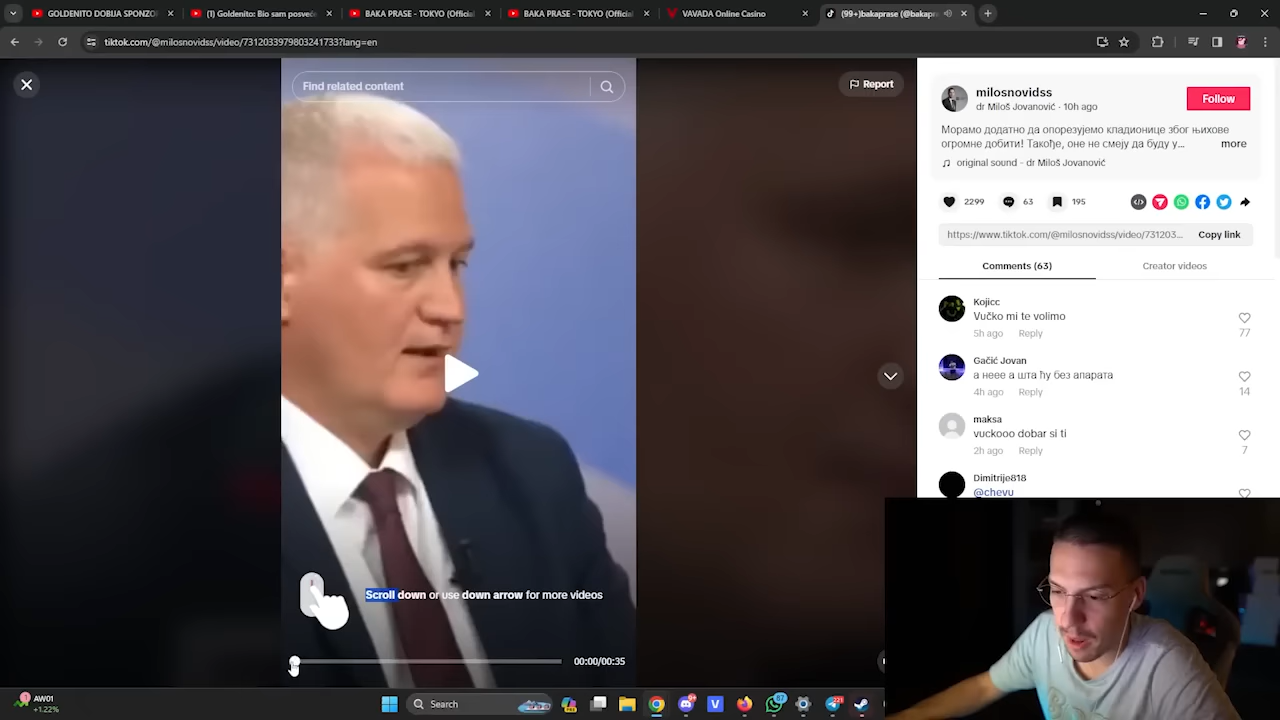 GOLDENITO DOBIJA SPONZO
(1) Goldenito: Bio sam posveće
BAKA PRASE - TOKYO (Official
BAKA PRASE - TOKYO (Official
VAVADA Online Casino
(99+) bakaprase (@bakapr
tiktok.com/@milosnovidss/video/7312033979803241733?lang=en
Find related content
Report
milosnovidss
dr Miloš Jovanović · 10h ago
Follow
Морамо додатно да опорезујемо кладионице због њихове
огромне добити! Такође, оне не смеју да буду у...
more
original sound - dr Miloš Jovanović
2299
63
195
https://www.tiktok.com/@milosnovidss/video/731203...
Copy link
Comments (63)
Creator videos
Kojicc
Vučko mi te volimo
5h ago
Reply
77
Gačić Jovan
а неее а шта ћу без апарата
4h ago
Reply
14
maksa
vuckooo dobar si ti
2h ago
Reply
7
Dimitrije818
@chevu
Scroll down or use down arrow for more videos
00:00/00:35
AW01
+1.22%
Search